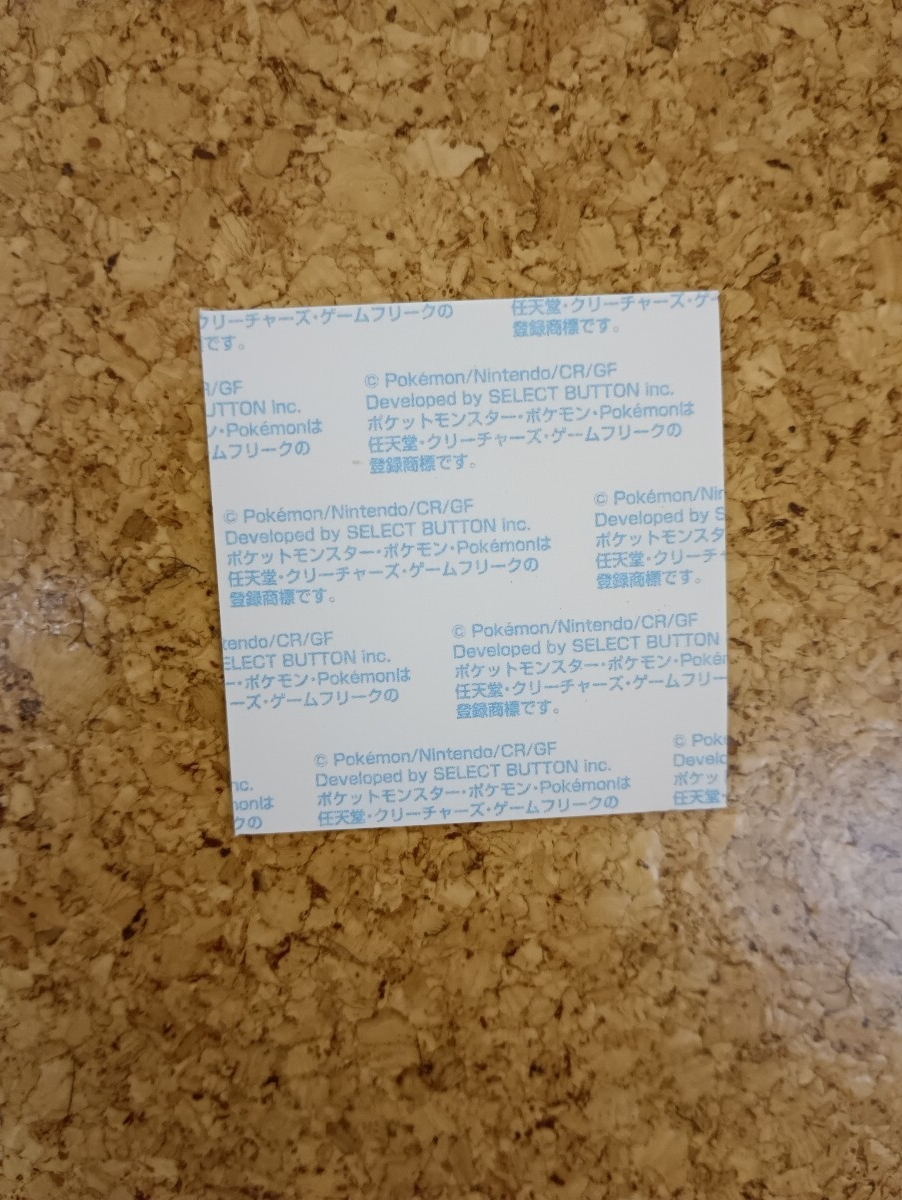 クリーチャーズ・ゲームフリークの
です。
任天堂・クリーチャーズ・ゲー
登録商標です。
R/GF
UTTON inc.
ン・Pokémonは
ムフリークの
© Pokémon/Nintendo/CR/GF
Developed by SELECT BUTTON inc.
ポケットモンスター・ポケモン・Pokémonは
任天堂・クリーチャーズ・ゲームフリークの
登録商標です。
© Pokémon/Nintendo/CR/GF
Developed by SELECT BUTTON inc.
ポケットモンスター・ポケモン・Pokémonは
任天堂・クリーチャーズ・ゲームフリークの
登録商標です。
© Pokémon/Nin
Developed by S
ポケットモンスタ
任天堂・クリーチャ
登録商標です。
tendo/CR/GF
ELECT BUTTON inc.
ー・ポケモン・Pokémonは
ーズ・ゲームフリークの
© Pokémon/Nintendo/CR/GF
Developed by SELECT BUTTON
ポケットモンスター・ポケモン・Pokém
任天堂・クリーチャーズ・ゲームフリー
登録商標です。
nc.
monは
クの
© Pokémon/Nintendo/CR/GF
Developed by SELECT BUTTON inc.
ポケットモンスター・ポケモン・Pokémonは
任天堂・クリーチャーズ・ゲームフリークの
© Pok
Develo
ポケッ
任天堂・